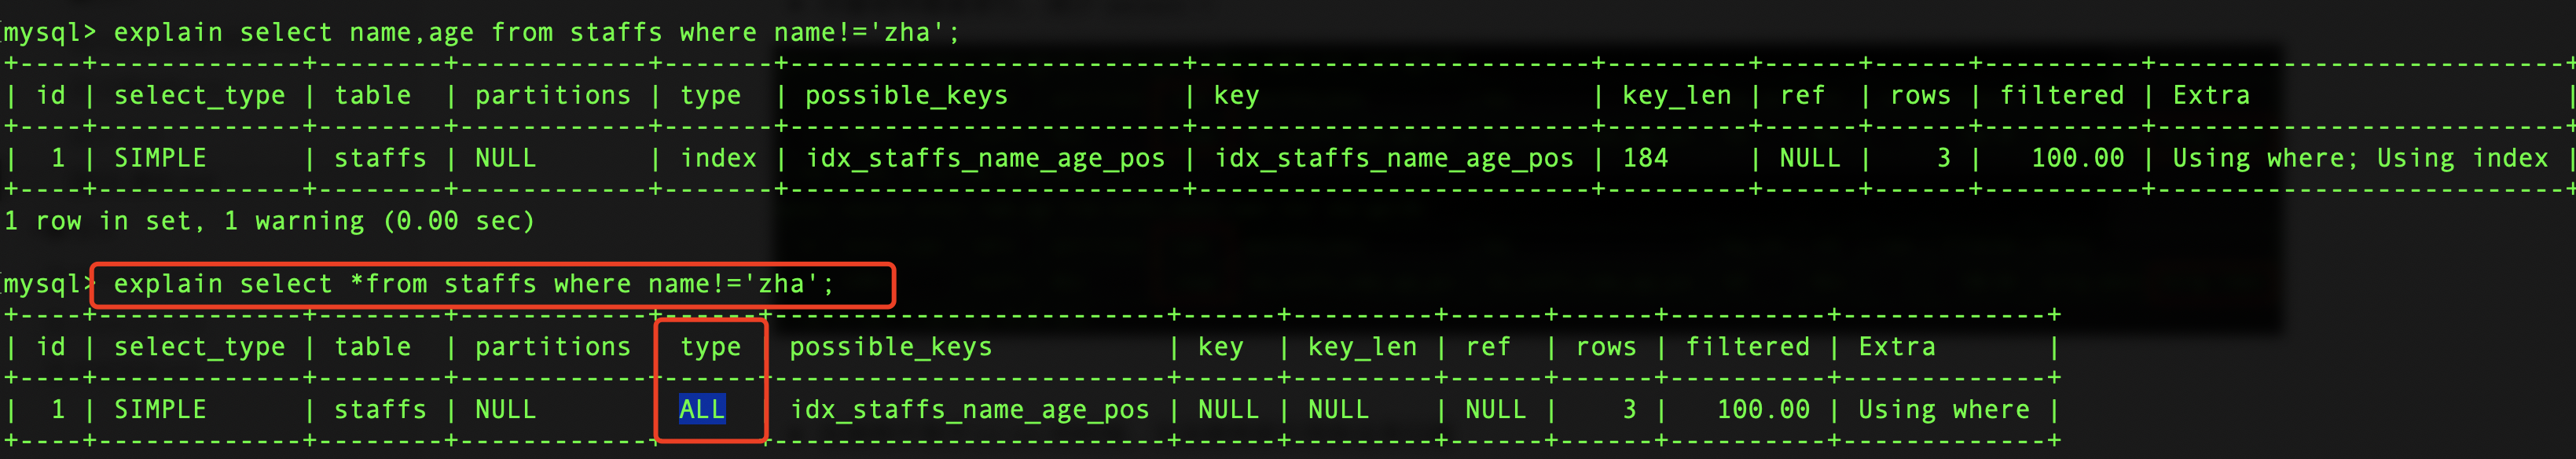 mysql> explain select name,age from staffs where name!='zha';
+----+-------------+--------+------------+-------+-------------------------+-------------------------+---------+------+------+----------+--------------------------+
| id | select_type | table  | partitions | type  | possible_keys           | key                     | key_len | ref  | rows | filtered | Extra                    |
+----+-------------+--------+------------+-------+-------------------------+-------------------------+---------+------+------+----------+--------------------------+
|  1 | SIMPLE      | staffs | NULL       | index | idx_staffs_name_age_pos | idx_staffs_name_age_pos | 184     | NULL |    3 |   100.00 | Using where; Using index |
+----+-------------+--------+------------+-------+-------------------------+-------------------------+---------+------+------+----------+--------------------------+
1 row in set, 1 warning (0.00 sec)
mysql> explain select *from staffs where name!='zha';
+----+-------------+--------+------------+------+-------------------------+------+---------+------+------+----------+-------------+
| id | select_type | table  | partitions | type | possible_keys           | key  | key_len | ref  | rows | filtered | Extra       |
+----+-------------+--------+------------+------+-------------------------+------+---------+------+------+----------+-------------+
|  1 | SIMPLE      | staffs | NULL       | ALL  | idx_staffs_name_age_pos | NULL | NULL    | NULL |    3 |   100.00 | Using where |
+----+-------------+--------+------------+------+-------------------------+------+---------+------+------+----------+-------------+